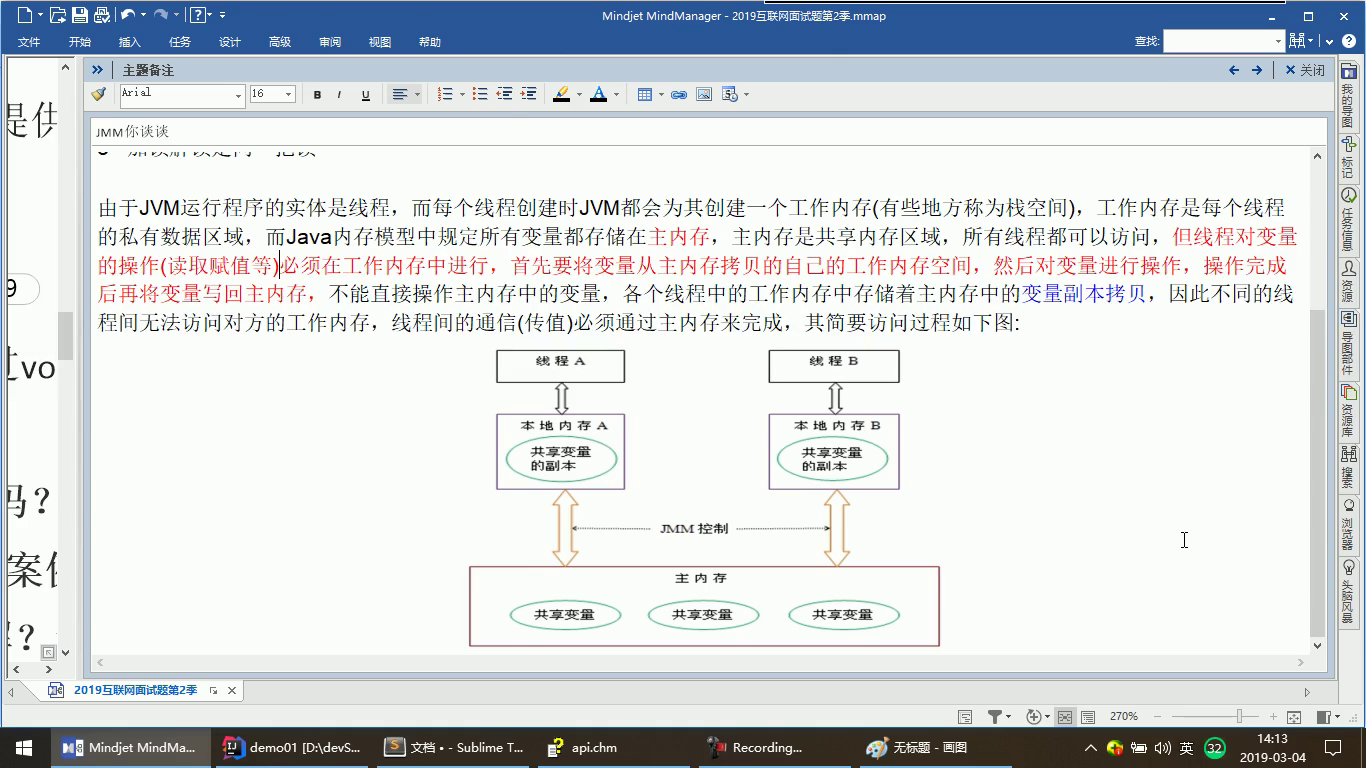 Mindjet MindManager - 2019互联网面试题第2季.mmap
文件 开始 插入 任务 设计 高级 审阅 视图 帮助
查找:
主题备注
关闭
Arial 16
B I U
JMM你谈谈
由于JVM运行程序的实体是线程，而每个线程创建时JVM都会为其创建一个工作内存(有些地方称为栈空间)，工作内存是每个线程
的私有数据区域，而Java内存模型中规定所有变量都存储在主内存，主内存是共享内存区域，所有线程都可以访问，但线程对变量
的操作(读取赋值等)必须在工作内存中进行，首先要将变量从主内存拷贝的自己的工作内存空间，然后对变量进行操作，操作完成
后再将变量写回主内存，不能直接操作主内存中的变量，各个线程中的工作内存中存储着主内存中的变量副本拷贝，因此不同的线
程间无法访问对方的工作内存，线程间的通信(传值)必须通过主内存来完成，其简要访问过程如下图:
线程A
线程B
本地内存A
本地内存B
共享变量
的副本
共享变量
的副本
JMM控制
主内存
共享变量
共享变量
共享变量
提供
9
vo
吗？
案例
？
我的导图
标记
任务信息
资源
导图部件
资源库
搜索
浏览器
头脑风暴
2019互联网面试题第2季
270%
Mindjet MindMa...
demo01 [D:\devS...
文档 • - Sublime T...
api.chm
Recording...
无标题 - 画图
英
32
14:13
2019-03-04